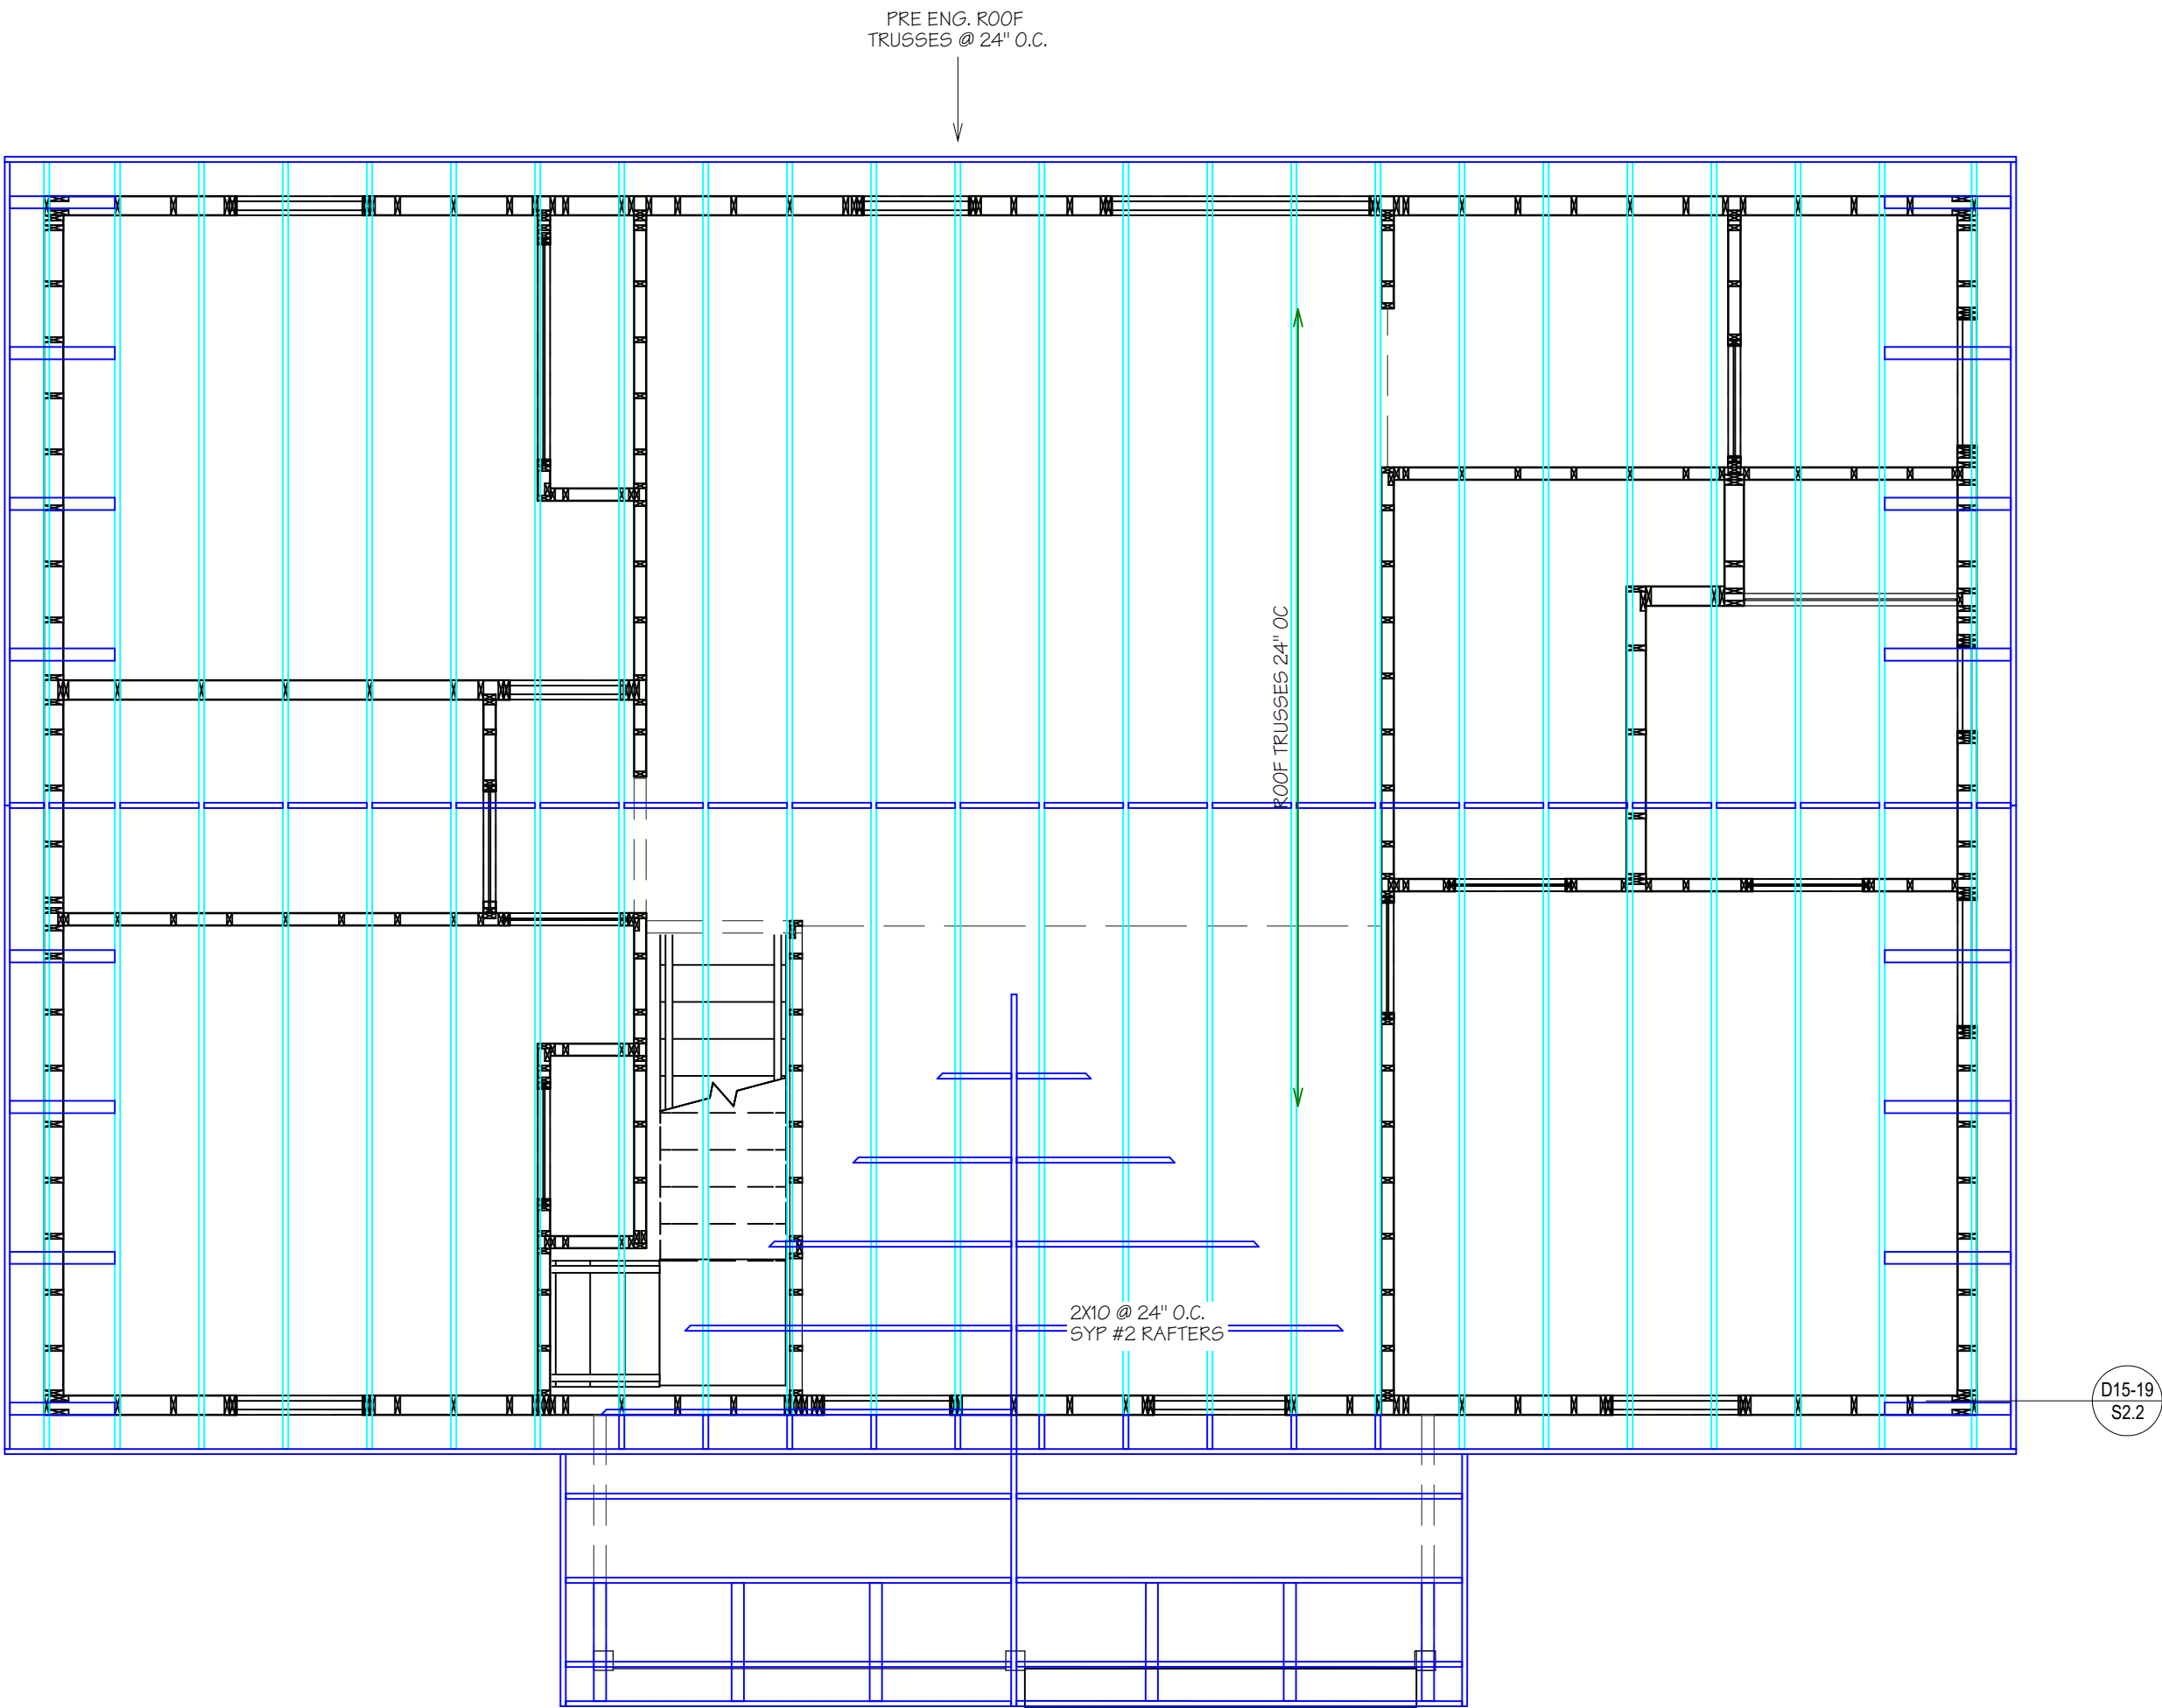 PRE ENG. ROOF
TRUSSES @ 24" O.C.
ROOF TRUSSES 24" OC
2X10 @ 24" O.C.
SYP #2 RAFTERS
D15-19
S2.2